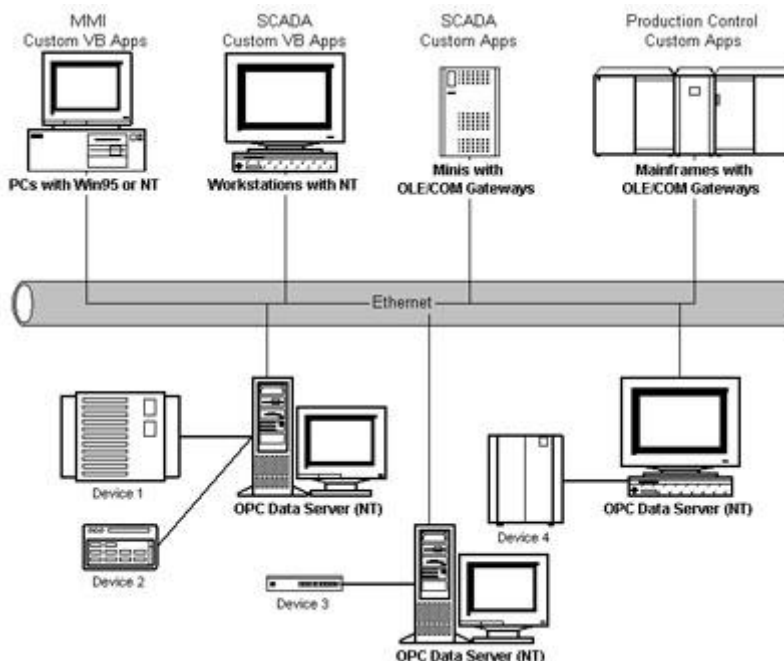 MMI
Custom VB Apps
SCADA
Custom VB Apps
SCADA
Custom Apps
Production Control
Custom Apps
PCs with Win95 or NT
Workstations with NT
Minis with
OLE/COM Gateways
Mainframes with
OLE/COM Gateways
Ethernet
Device 1
OPC Data Server (NT)
Device 2
Device 4
OPC Data Server (NT)
Device 3
OPC Data Server (NT)